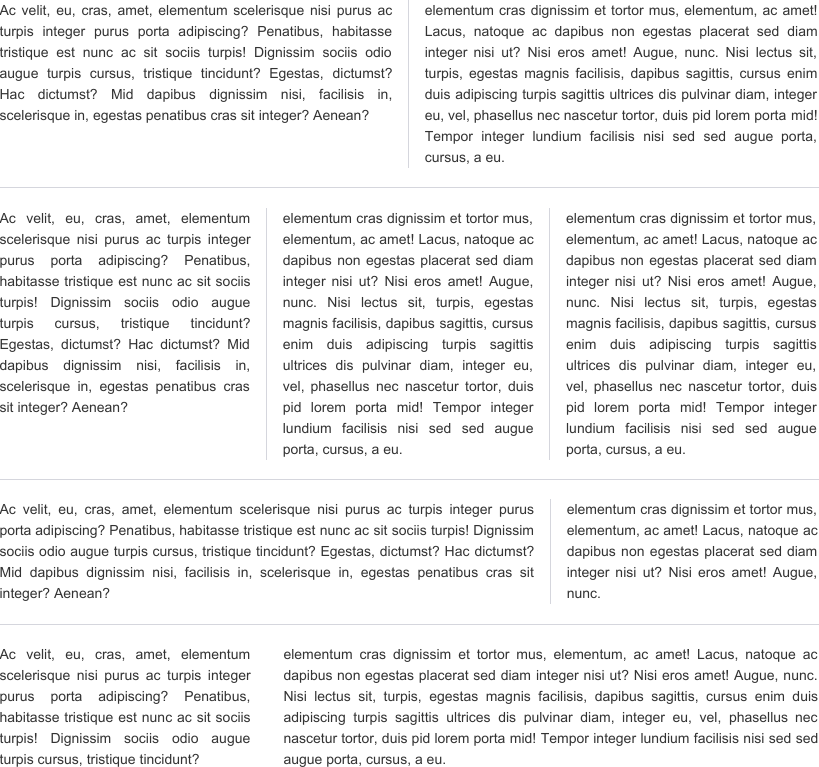 Ac velit, eu, cras, amet, elementum scelerisque nisi purus ac
turpis integer purus porta adipiscing? Penatibus, habitasse
tristique est nunc ac sit sociis turpis! Dignissim sociis odio
augue turpis cursus, tristique tincidunt? Egestas, dictumst?
Hac dictumst? Mid dapibus dignissim nisi, facilisis in,
scelerisque in, egestas penatibus cras sit integer? Aenean?
elementum cras dignissim et tortor mus, elementum, ac amet!
Lacus, natoque ac dapibus non egestas placerat sed diam
integer nisi ut? Nisi eros amet! Augue, nunc. Nisi lectus sit,
turpis, egestas magnis facilisis, dapibus sagittis, cursus enim
duis adipiscing turpis sagittis ultrices dis pulvinar diam, integer
eu, vel, phasellus nec nascetur tortor, duis pid lorem porta mid!
Tempor integer lundium facilisis nisi sed sed augue porta,
cursus, a eu.
Ac velit, eu, cras, amet, elementum
scelerisque nisi purus ac turpis integer
purus porta adipiscing? Penatibus,
habitasse tristique est nunc ac sit sociis
turpis! Dignissim sociis odio augue
turpis cursus, tristique tincidunt?
Egestas, dictumst? Hac dictumst? Mid
dapibus dignissim nisi, facilisis in,
scelerisque in, egestas penatibus cras
sit integer? Aenean?
elementum cras dignissim et tortor mus,
elementum, ac amet! Lacus, natoque ac
dapibus non egestas placerat sed diam
integer nisi ut? Nisi eros amet! Augue,
nunc. Nisi lectus sit, turpis, egestas
magnis facilisis, dapibus sagittis, cursus
enim duis adipiscing turpis sagittis
ultrices dis pulvinar diam, integer eu,
vel, phasellus nec nascetur tortor, duis
pid lorem porta mid! Tempor integer
lundium facilisis nisi sed sed augue
porta, cursus, a eu.
elementum cras dignissim et tortor mus,
elementum, ac amet! Lacus, natoque ac
dapibus non egestas placerat sed diam
integer nisi ut? Nisi eros amet! Augue,
nunc. Nisi lectus sit, turpis, egestas
magnis facilisis, dapibus sagittis, cursus
enim duis adipiscing turpis sagittis
ultrices dis pulvinar diam, integer eu,
vel, phasellus nec nascetur tortor, duis
pid lorem porta mid! Tempor integer
lundium facilisis nisi sed sed augue
porta, cursus, a eu.
Ac velit, eu, cras, amet, elementum scelerisque nisi purus ac turpis integer purus
porta adipiscing? Penatibus, habitasse tristique est nunc ac sit sociis turpis! Dignissim
sociis odio augue turpis cursus, tristique tincidunt? Egestas, dictumst? Hac dictumst?
Mid dapibus dignissim nisi, facilisis in, scelerisque in, egestas penatibus cras sit
integer? Aenean?
elementum cras dignissim et tortor mus,
elementum, ac amet! Lacus, natoque ac
dapibus non egestas placerat sed diam
integer nisi ut? Nisi eros amet! Augue,
nunc.
Ac velit, eu, cras, amet, elementum
scelerisque nisi purus ac turpis integer
purus porta adipiscing? Penatibus,
habitasse tristique est nunc ac sit sociis
turpis! Dignissim sociis odio augue
turpis cursus, tristique tincidunt?
elementum cras dignissim et tortor mus, elementum, ac amet! Lacus, natoque ac
dapibus non egestas placerat sed diam integer nisi ut? Nisi eros amet! Augue, nunc.
Nisi lectus sit, turpis, egestas magnis facilisis, dapibus sagittis, cursus enim duis
adipiscing turpis sagittis ultrices dis pulvinar diam, integer eu, vel, phasellus nec
nascetur tortor, duis pid lorem porta mid! Tempor integer lundium facilisis nisi sed sed
augue porta, cursus, a eu.